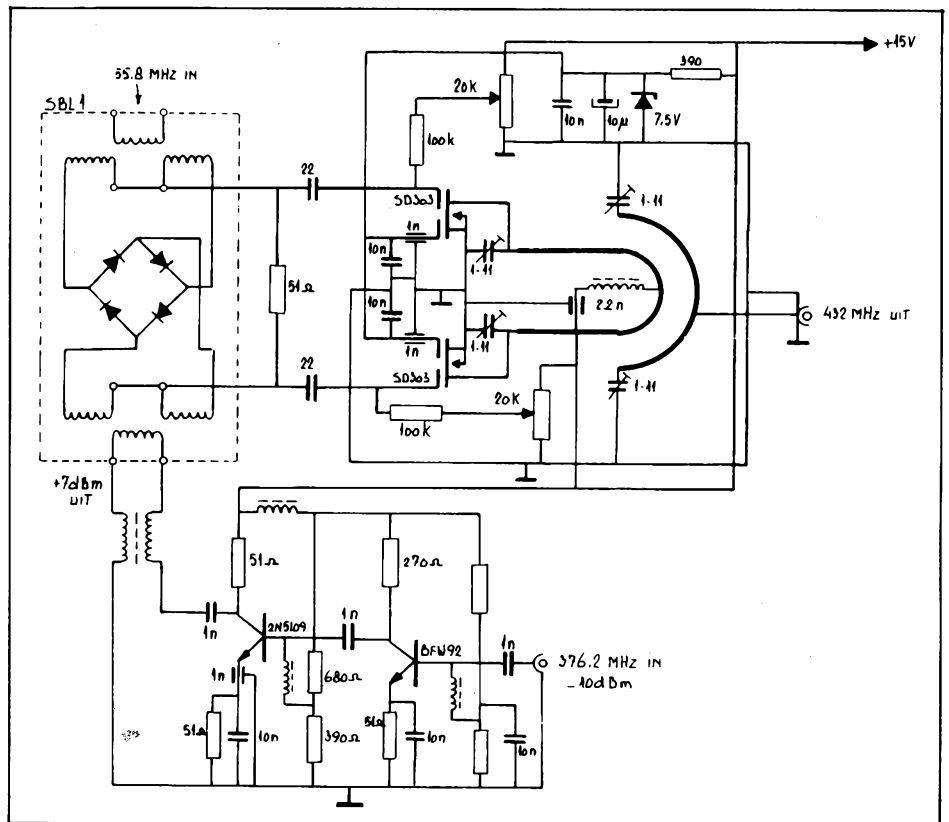 +15V
55.8 MHz IN
SBL1
390
20k
10n
10µ
7.5V
100k
22
SD303
1-11
1n
10n
1-11
51Ω
10n
2.2n
432 MHz UIT
1n
1-11
SD303
1-11
22
20k
100k
+7dBm
UIT
51Ω
270Ω
1n
2N5109
1n
BFW92
1n
376.2 MHz IN
-10dBm
1n
680Ω
51Ω
10n
390Ω
51Ω
10n
10n